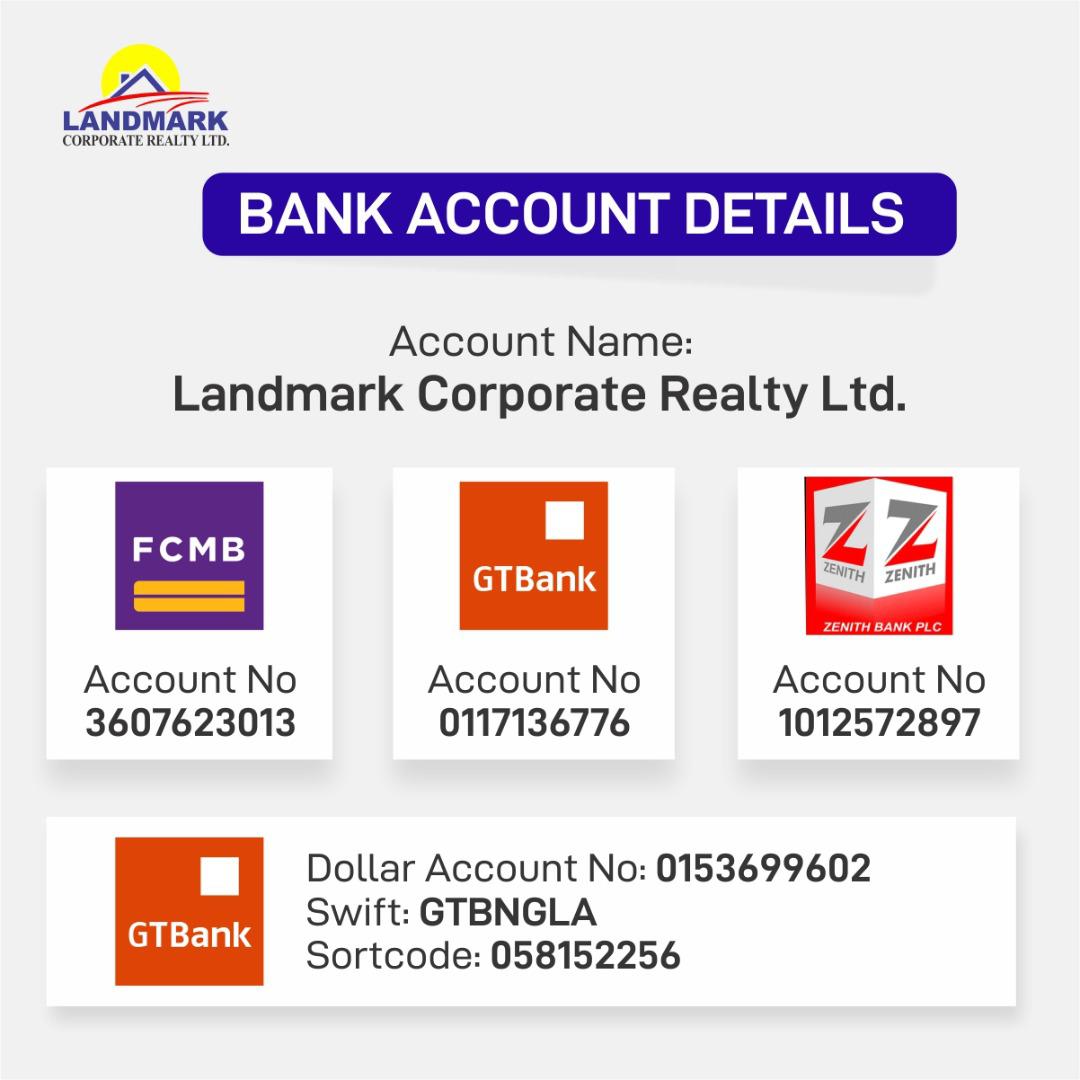 LANDMARK
CORPORATE REALTY LTD.
BANK ACCOUNT DETAILS
Account Name:
Landmark Corporate Realty Ltd.
FCMB
Account No
3607623013
GTBank
Account No
0117136776
ZENITH
ZENITH
ZENITH BANK PLC
Account No
1012572897
GTBank
Dollar Account No: 0153699602
Swift: GTBNGLA
Sortcode: 058152256